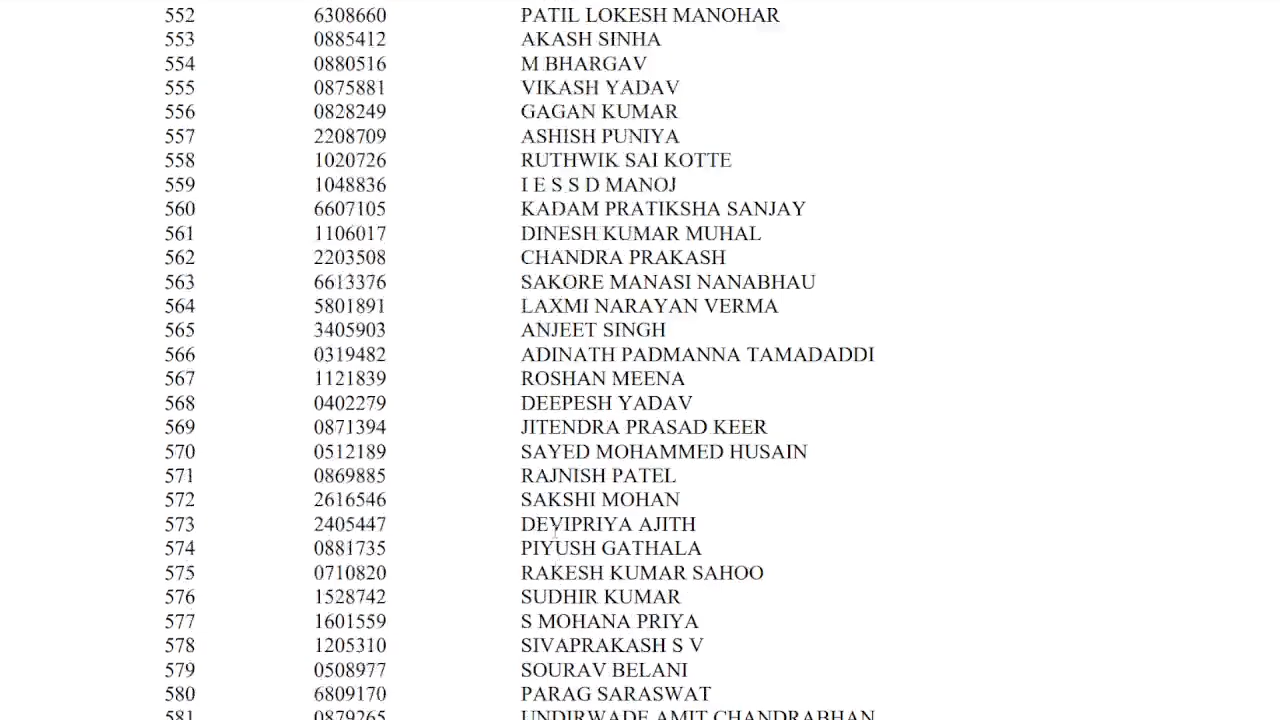 552 6308660 PATIL LOKESH MANOHAR
553 0885412 AKASH SINHA
554 0880516 M BHARGAV
555 0875881 VIKASH YADAV
556 0828249 GAGAN KUMAR
557 2208709 ASHISH PUNIYA
558 1020726 RUTHWIK SAI KOTTE
559 1048836 I E S S D MANOJ
560 6607105 KADAM PRATIKSHA SANJAY
561 1106017 DINESH KUMAR MUHAL
562 2203508 CHANDRA PRAKASH
563 6613376 SAKORE MANASI NANABHAU
564 5801891 LAXMI NARAYAN VERMA
565 3405903 ANJEET SINGH
566 0319482 ADINATH PADMANNA TAMADADDI
567 1121839 ROSHAN MEENA
568 0402279 DEEPESH YADAV
569 0871394 JITENDRA PRASAD KEER
570 0512189 SAYED MOHAMMED HUSAIN
571 0869885 RAJNISH PATEL
572 2616546 SAKSHI MOHAN
573 2405447 DEVIPRIYA AJITH
574 0881735 PIYUSH GATHALA
575 0710820 RAKESH KUMAR SAHOO
576 1528742 SUDHIR KUMAR
577 1601559 S MOHANA PRIYA
578 1205310 SIVAPRAKASH S V
579 0508977 SOURAV BELANI
580 6809170 PARAG SARASWAT
581 0879265 UNDIRWADE AMIT CHANDRABHAN